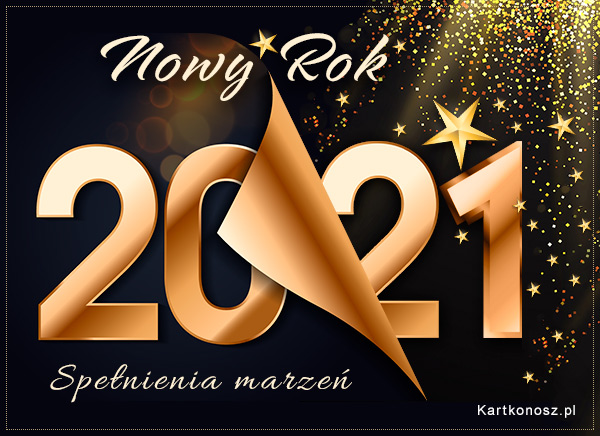 Nowy Rok
2021
Spełnienia marzeń
Kartkonosz.pl